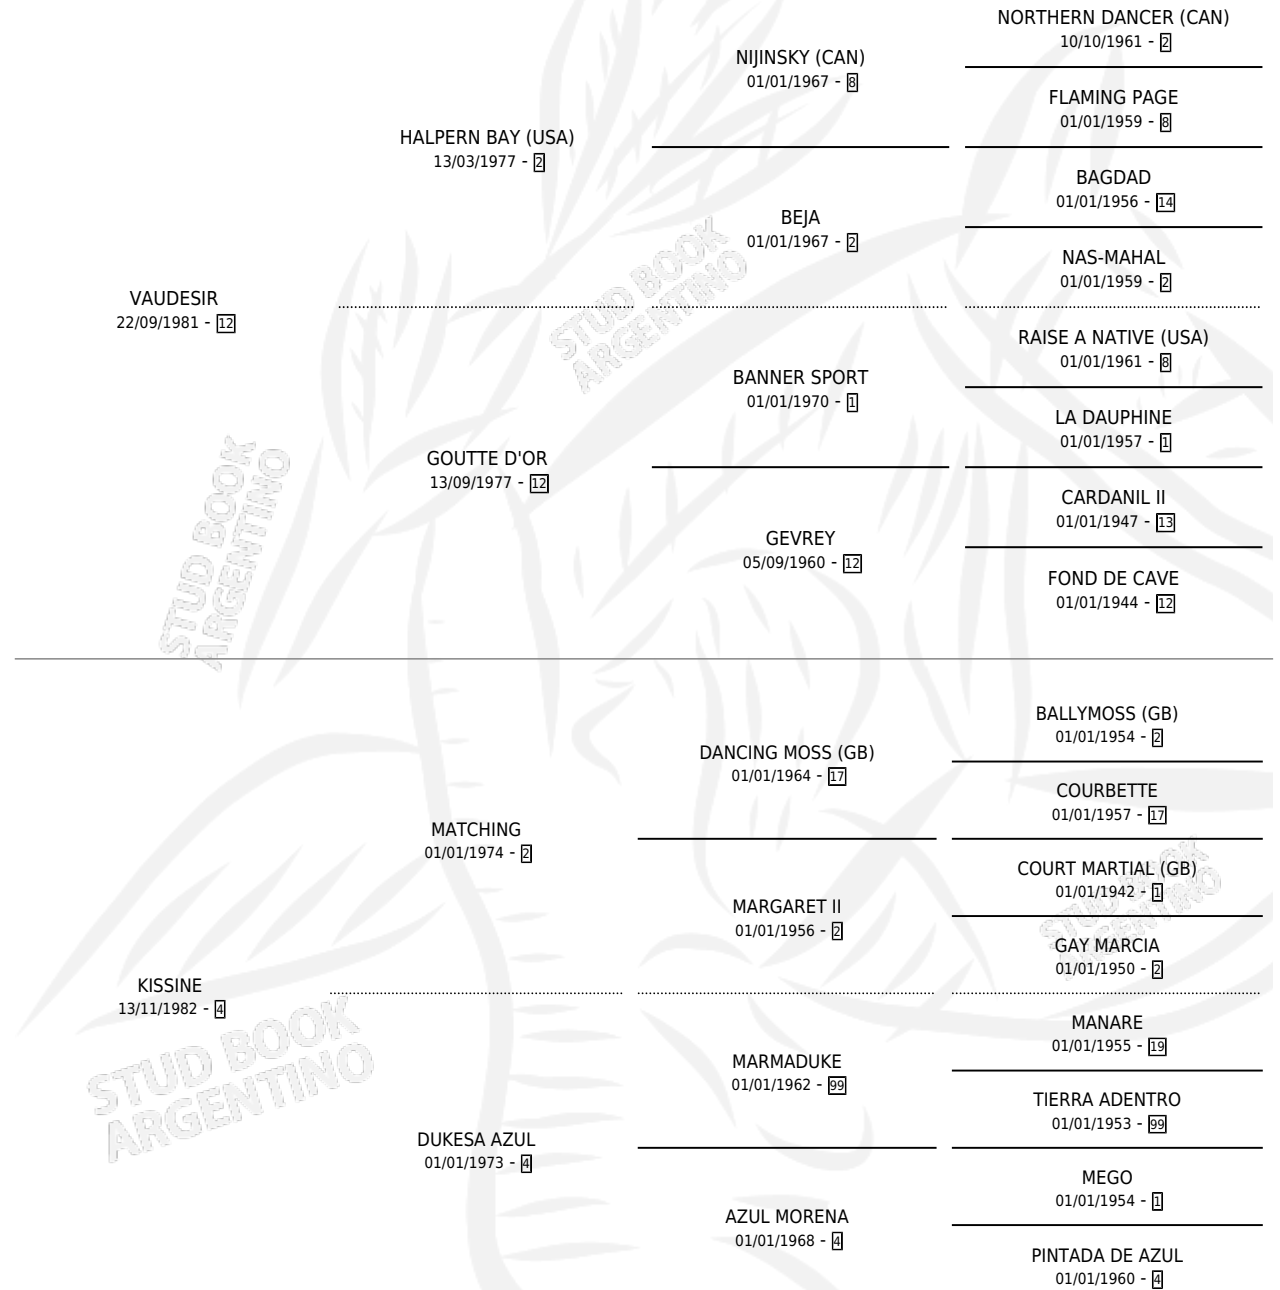 NORTHERN DANCER (CAN)
10/10/1961 - 2
NIJINSKY (CAN)
01/01/1967 - 8
FLAMING PAGE
01/01/1959 - 8
HALPERN BAY (USA)
13/03/1977 - 2
BAGDAD
01/01/1956 - 14
BEJA
01/01/1967 - 2
NAS-MAHAL
01/01/1959 - 2
VAUDESIR
22/09/1981 - 12
RAISE A NATIVE (USA)
01/01/1961 - 8
BANNER SPORT
01/01/1970 - 1
LA DAUPHINE
01/01/1957 - 1
GOUTTE D'OR
13/09/1977 - 12
CARDANIL II
01/01/1947 - 13
GEVREY
05/09/1960 - 12
FOND DE CAVE
01/01/1944 - 12
BALLYMOSS (GB)
01/01/1954 - 2
DANCING MOSS (GB)
01/01/1964 - 17
COURBETTE
01/01/1957 - 17
MATCHING
01/01/1974 - 2
COURT MARTIAL (GB)
01/01/1942 - 1
MARGARET II
01/01/1956 - 2
GAY MARCIA
01/01/1950 - 2
KISSINE
13/11/1982 - 4
MANARE
01/01/1955 - 19
MARMADUKE
01/01/1962 - 99
TIERRA ADENTRO
01/01/1953 - 99
DUKESA AZUL
01/01/1973 - 4
MEGO
01/01/1954 - 1
AZUL MORENA
01/01/1968 - 4
PINTADA DE AZUL
01/01/1960 - 4
STUD BOOK
ARGENTINO
STUD BOOK
ARGENTINO
STUD BOOK
ARGENTINO
STUD BOOK
ARGENTINO